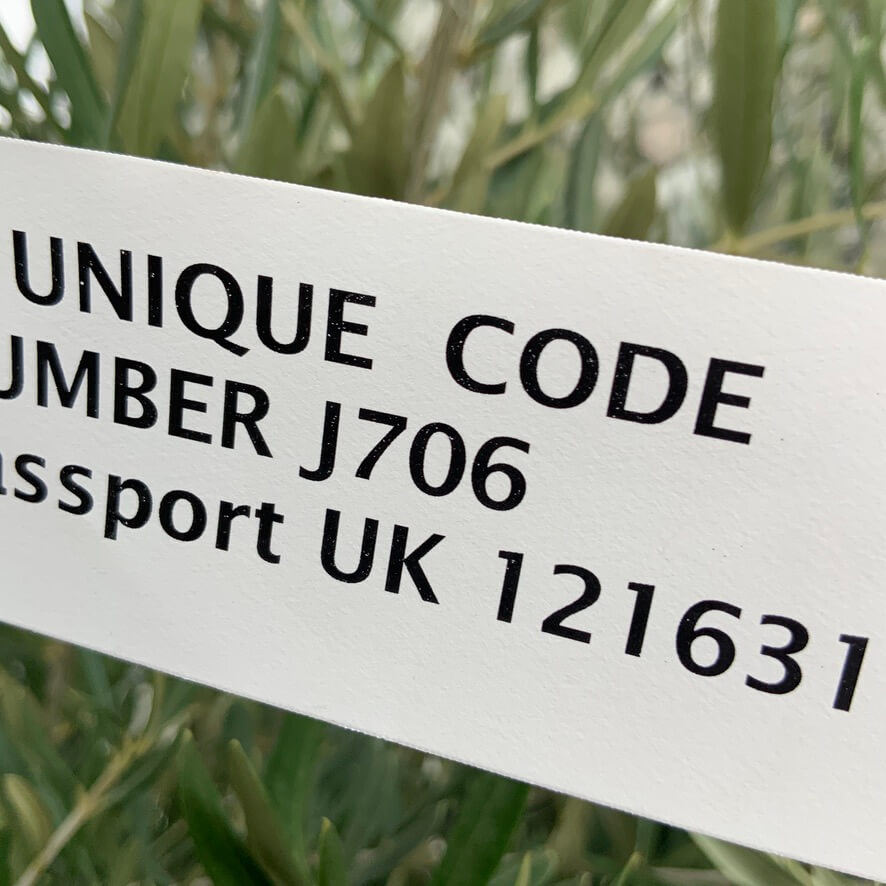 UNIQUE CODE
UMBER J706
assport UK 121631